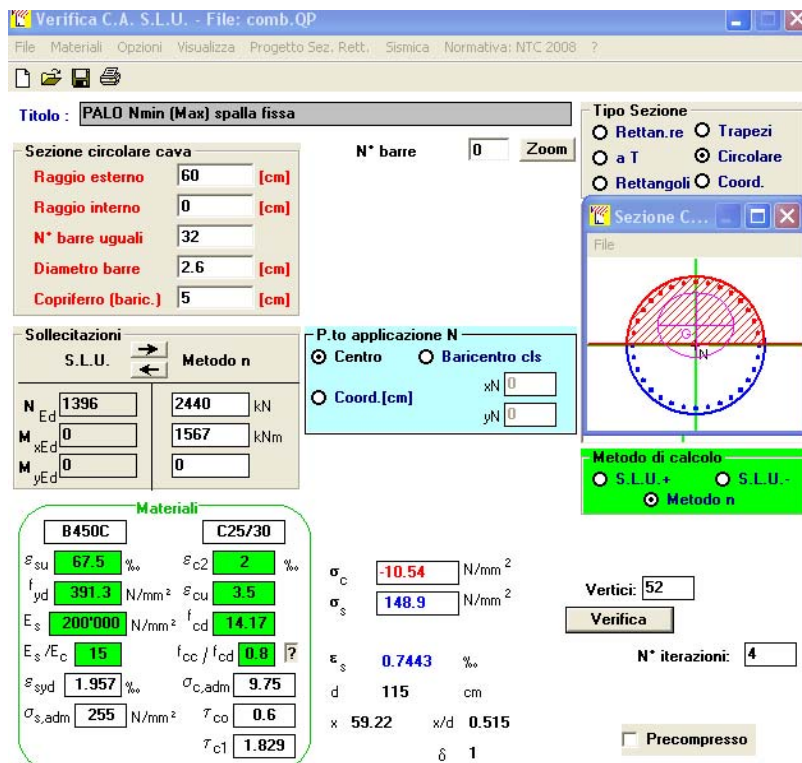 Verifica C.A. S.L.U. - File: comb.QP
File Materiali Opzioni Visualizza Progetto Sez. Rett. Sismica Normativa: NTC 2008 ?
Titolo : PALO Nmin (Max) spalla fissa
Sezione circolare cava
Raggio esterno 60 [cm]
Raggio interno 0 [cm]
N* barre uguali 32
Diametro barre 2.6 [cm]
Copriferro (baric.) 5 [cm]
N* barre 0 Zoom
Tipo Sezione
Rettan.re Trapezi
a T Circolare
Rettangoli Coord.
Sezione C...
File
G
N
Sollecitazioni
S.L.U. Metodo n
N Ed 1396 2440 kN
M xEd 0 1567 kNm
M yEd 0 0
P.to applicazione N
Centro Baricentro cls
Coord.[cm] xN 0
yN 0
Metodo di calcolo
S.L.U.+ S.L.U.-
Metodo n
Materiali
B450C C25/30
εsu 67.5 ‰ εc2 2 ‰
fyd 391.3 N/mm² εcu 3.5
Es 200'000 N/mm² fcd 14.17
Es/Ec 15 fcc / fcd 0.8 ?
εsyd 1.957 ‰ σc,adm 9.75
σs,adm 255 N/mm² τco 0.6
τc1 1.829
σc -10.54 N/mm²
σs 148.9 N/mm²
εs 0.7443 ‰
d 115 cm
x 59.22 x/d 0.515
δ 1
Vertici: 52
Verifica
N* iterazioni: 4
Precompresso